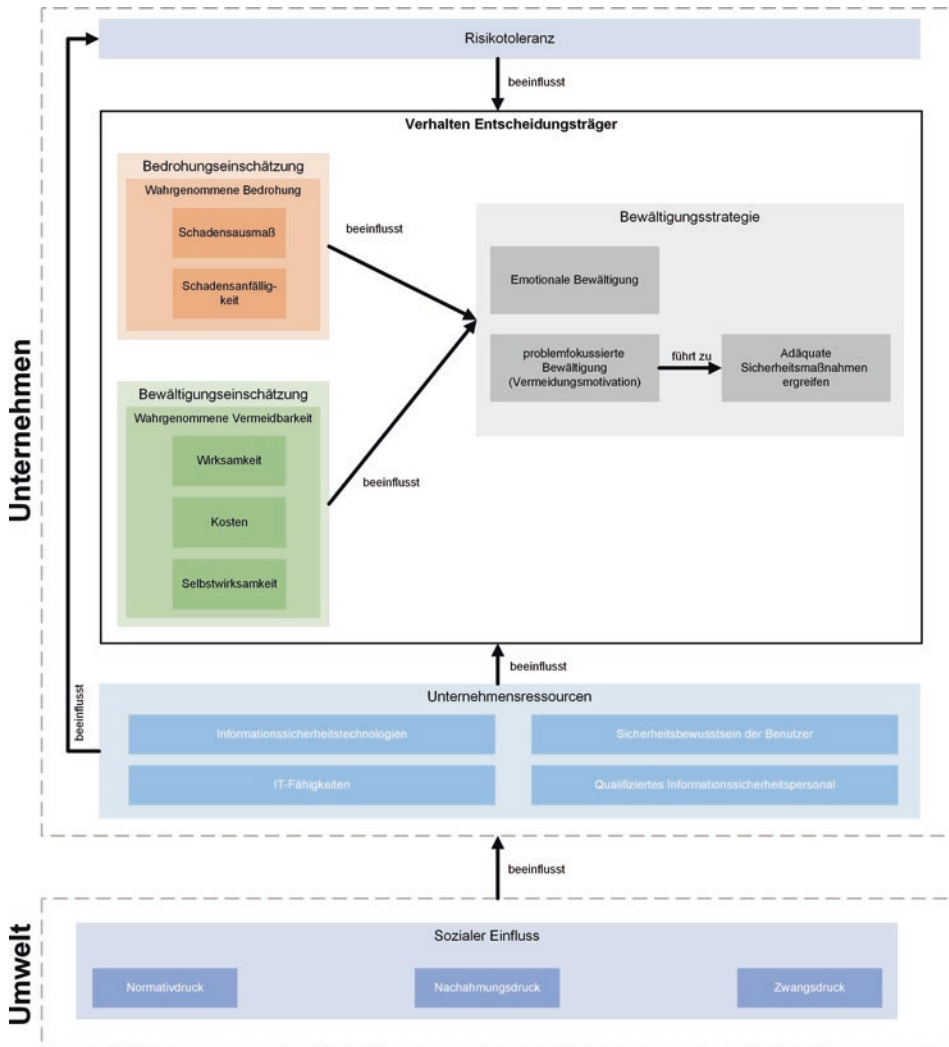 Risikotoleranz
beeinflusst
Verhalten Entscheidungsträger
Bedrohungseinschätzung
Wahrgenommene Bedrohung
Schadensausmaß
Schadensanfällig-
keit
beeinflusst
Bewältigungsstrategie
Emotionale Bewältigung
problemfokussierte
Bewältigung
(Vermeidungsmotivation)
führt zu
Adäquate
Sicherheitsmaßnahmen
ergreifen
Bewältigungseinschätzung
Wahrgenommene Vermeidbarkeit
Wirksamkeit
Kosten
Selbstwirksamkeit
beeinflusst
Unternehmen
beeinflusst
beeinflusst
Unternehmensressourcen
Informationssicherheitstechnologien
Sicherheitsbewusstsein der Benutzer
IT-Fähigkeiten
Qualifiziertes Informationssicherheitspersonal
beeinflusst
Umwelt
Sozialer Einfluss
Normativdruck
Nachahmungsdruck
Zwangsdruck